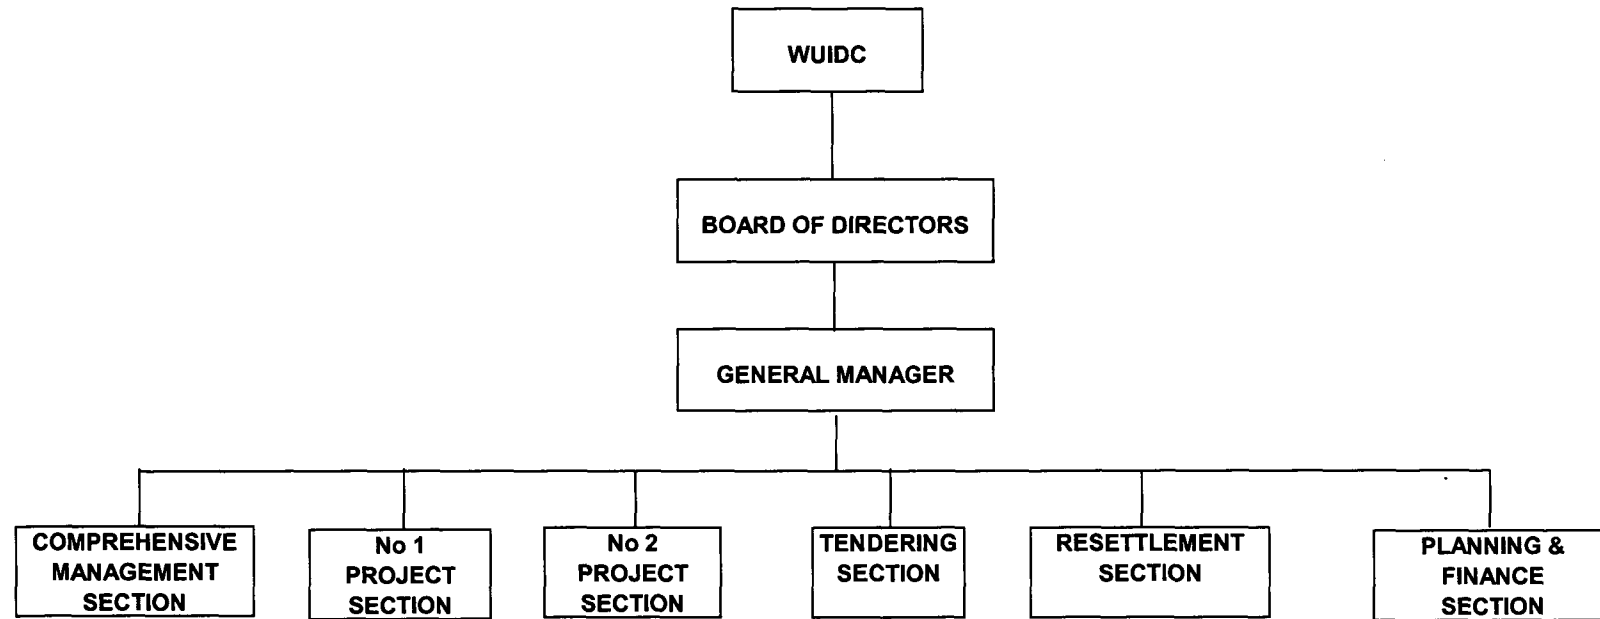 WUIDC
BOARD OF DIRECTORS
GENERAL MANAGER
COMPREHENSIVE
MANAGEMENT
SECTION
No 1
PROJECT
SECTION
No 2
PROJECT
SECTION
TENDERING
SECTION
RESETTLEMENT
SECTION
PLANNING &
FINANCE
SECTION